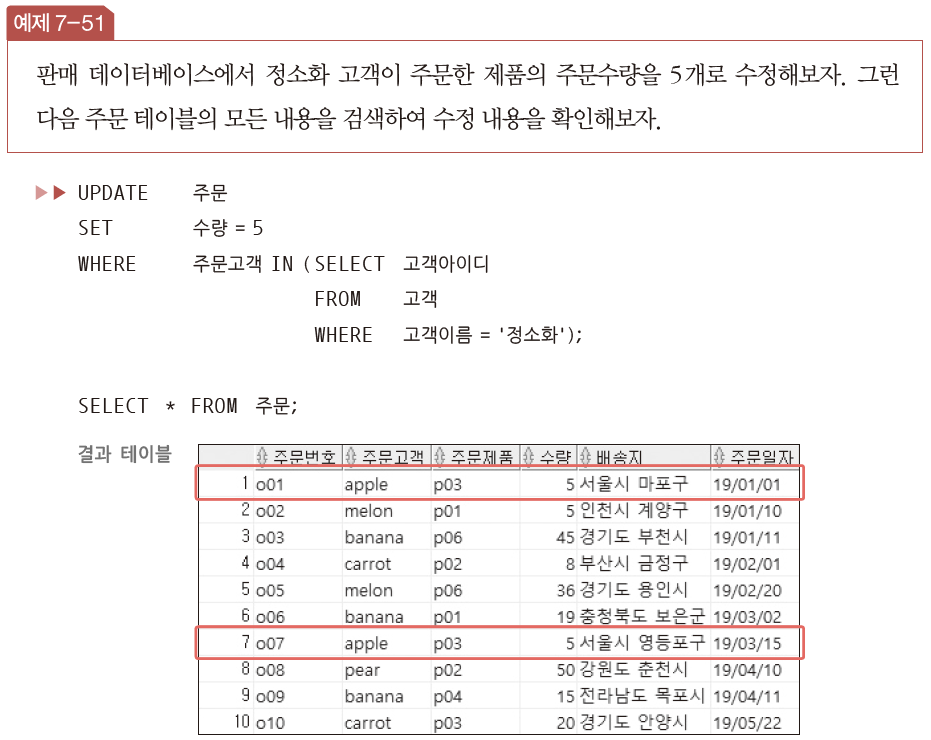 예제 7-51
판매 데이터베이스에서 정소화 고객이 주문한 제품의 주문수량을 5개로 수정해보자. 그런
다음 주문 테이블의 모든 내용을 검색하여 수정 내용을 확인해보자.
UPDATE 주문
SET 수량 = 5
WHERE 주문고객 IN (SELECT 고객아이디
FROM 고객
WHERE 고객이름 = '정소화');
SELECT * FROM 주문;
결과 테이블
주문번호 주문고객 주문제품 수량 배송지 주문일자
1 o01 apple p03 5 서울시 마포구 19/01/01
2 o02 melon p01 5 인천시 계양구 19/01/10
3 o03 banana p06 45 경기도 부천시 19/01/11
4 o04 carrot p02 8 부산시 금정구 19/02/01
5 o05 melon p06 36 경기도 용인시 19/02/20
6 o06 banana p01 19 충청북도 보은군 19/03/02
7 o07 apple p03 5 서울시 영등포구 19/03/15
8 o08 pear p02 50 강원도 춘천시 19/04/10
9 o09 banana p04 15 전라남도 목포시 19/04/11
10 o10 carrot p03 20 경기도 안양시 19/05/22